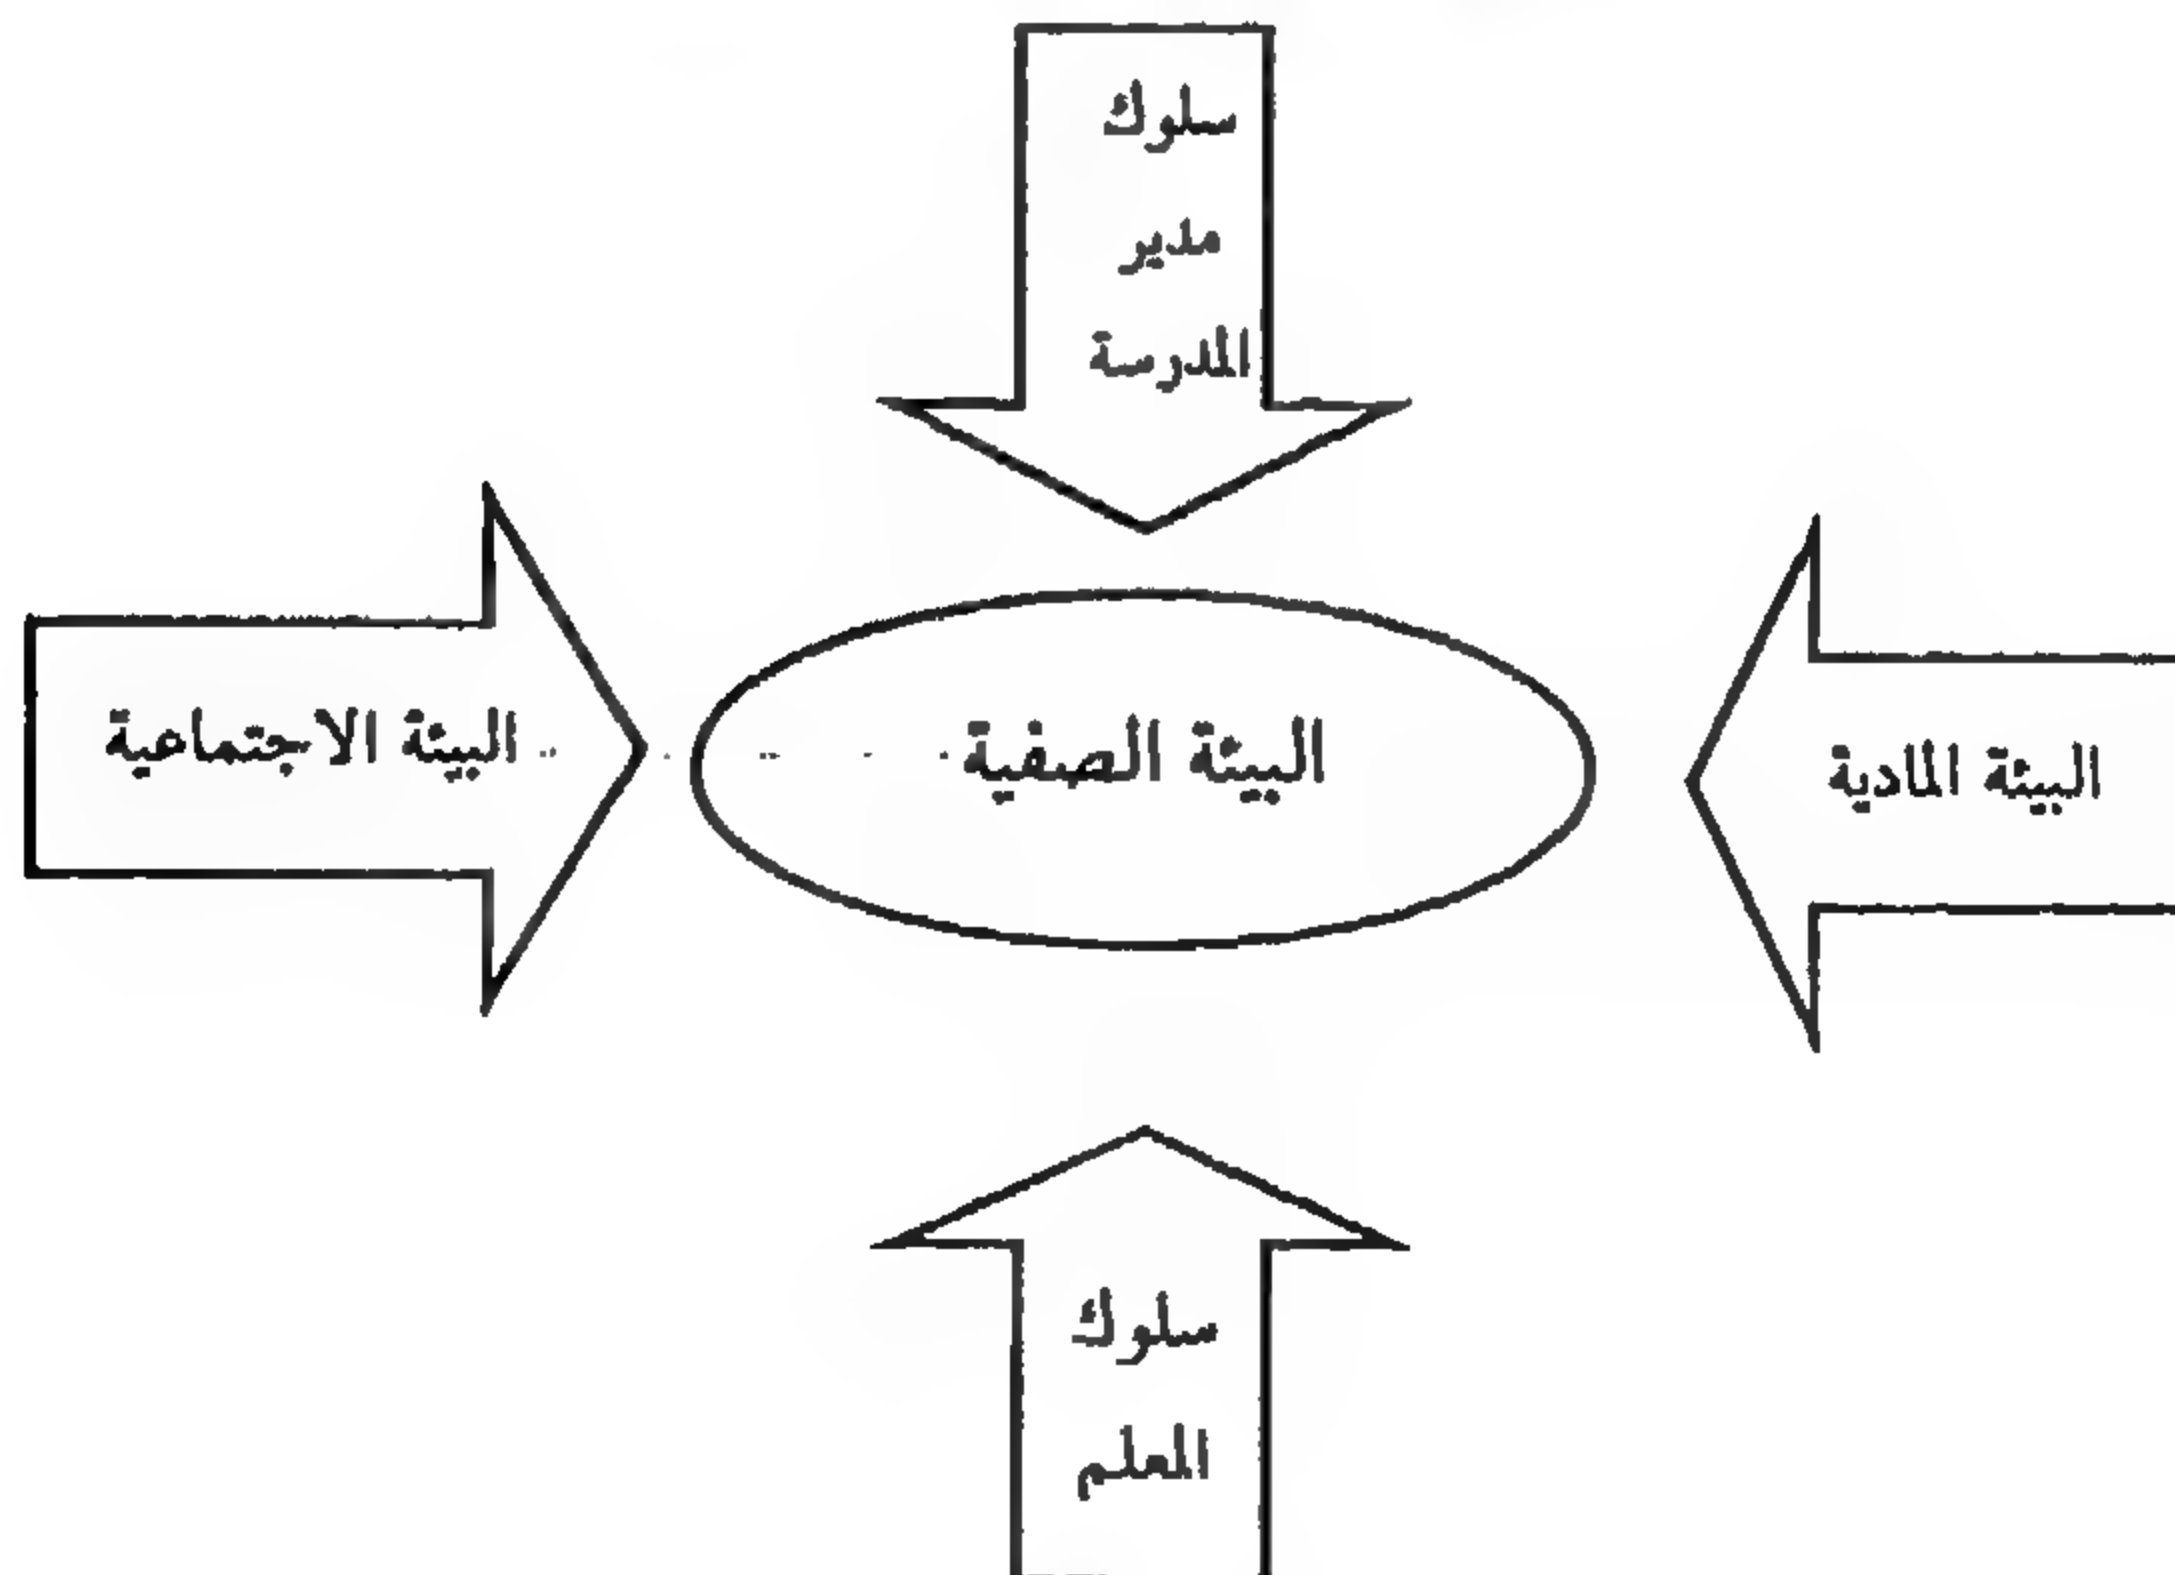 سلوك
مدير
المدرسة
البيئة المادية
البيئة الصفية
البيئة الاجتماعية
سلوك
المعلم